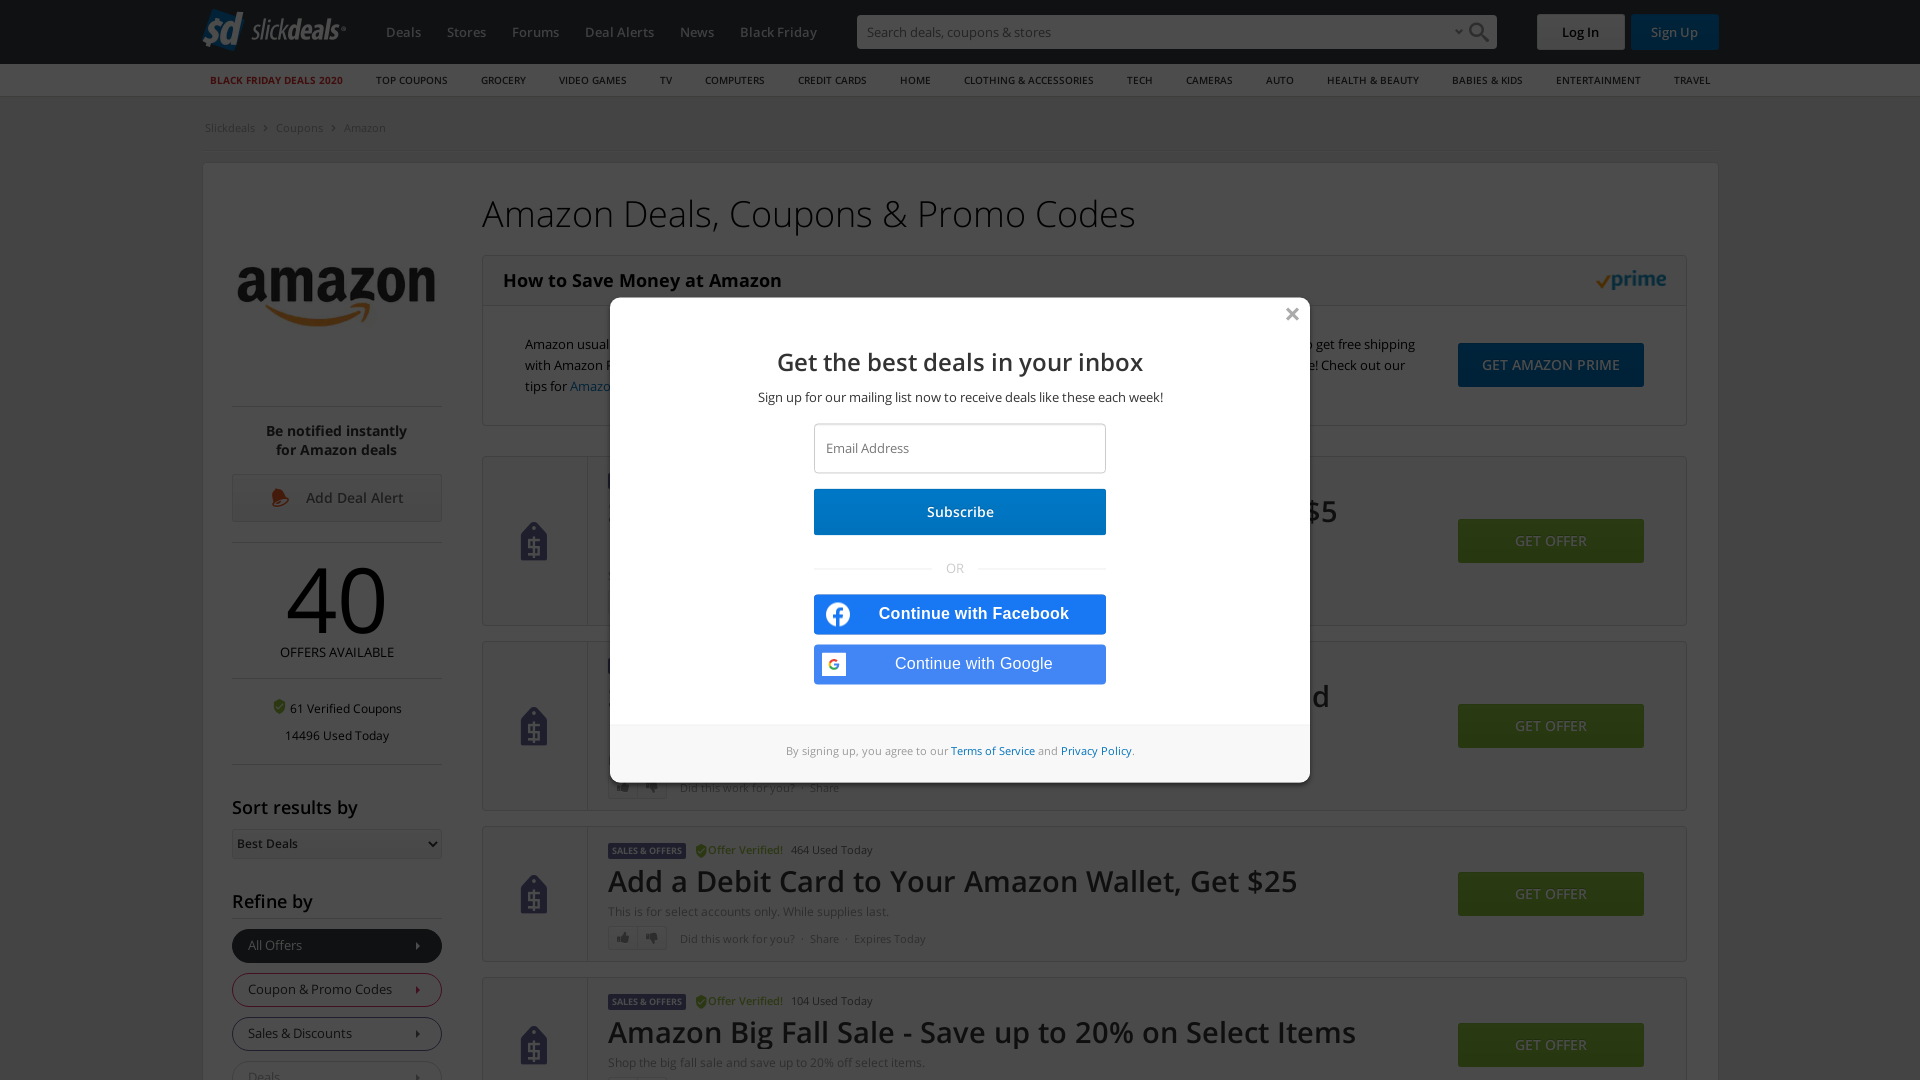 sd slickdeals
Deals
Stores
Forums
Deal Alerts
News
Black Friday
Search deals, coupons & stores
Log In
Sign Up
BLACK FRIDAY DEALS 2020
TOP COUPONS
GROCERY
VIDEO GAMES
TV
COMPUTERS
CREDIT CARDS
HOME
CLOTHING & ACCESSORIES
TECH
CAMERAS
AUTO
HEALTH & BEAUTY
BABIES & KIDS
ENTERTAINMENT
TRAVEL
Slickdeals
Coupons
Amazon
amazon
Be notified instantly
for Amazon deals
Add Deal Alert
40
OFFERS AVAILABLE
61 Verified Coupons
14496 Used Today
Sort results by
Best Deals
Refine by
All Offers
Coupon & Promo Codes
Sales & Discounts
Deals
Amazon Deals, Coupons & Promo Codes
How to Save Money at Amazon
prime
Amazon usual
get free shipping
with Amazon
! Check out our
tips for Amazo
GET AMAZON PRIME
Get the best deals in your inbox
Sign up for our mailing list now to receive deals like these each week!
Email Address
Subscribe
OR
Continue with Facebook
Continue with Google
By signing up, you agree to our Terms of Service and Privacy Policy.
$5
GET OFFER
d
GET OFFER
Did this work for you? · Share
SALES & OFFERS
Offer Verified!
464 Used Today
Add a Debit Card to Your Amazon Wallet, Get $25
This is for select accounts only. While supplies last.
Did this work for you? · Share · Expires Today
GET OFFER
SALES & OFFERS
Offer Verified!
104 Used Today
Amazon Big Fall Sale - Save up to 20% on Select Items
Shop the big fall sale and save up to 20% off select items.
GET OFFER